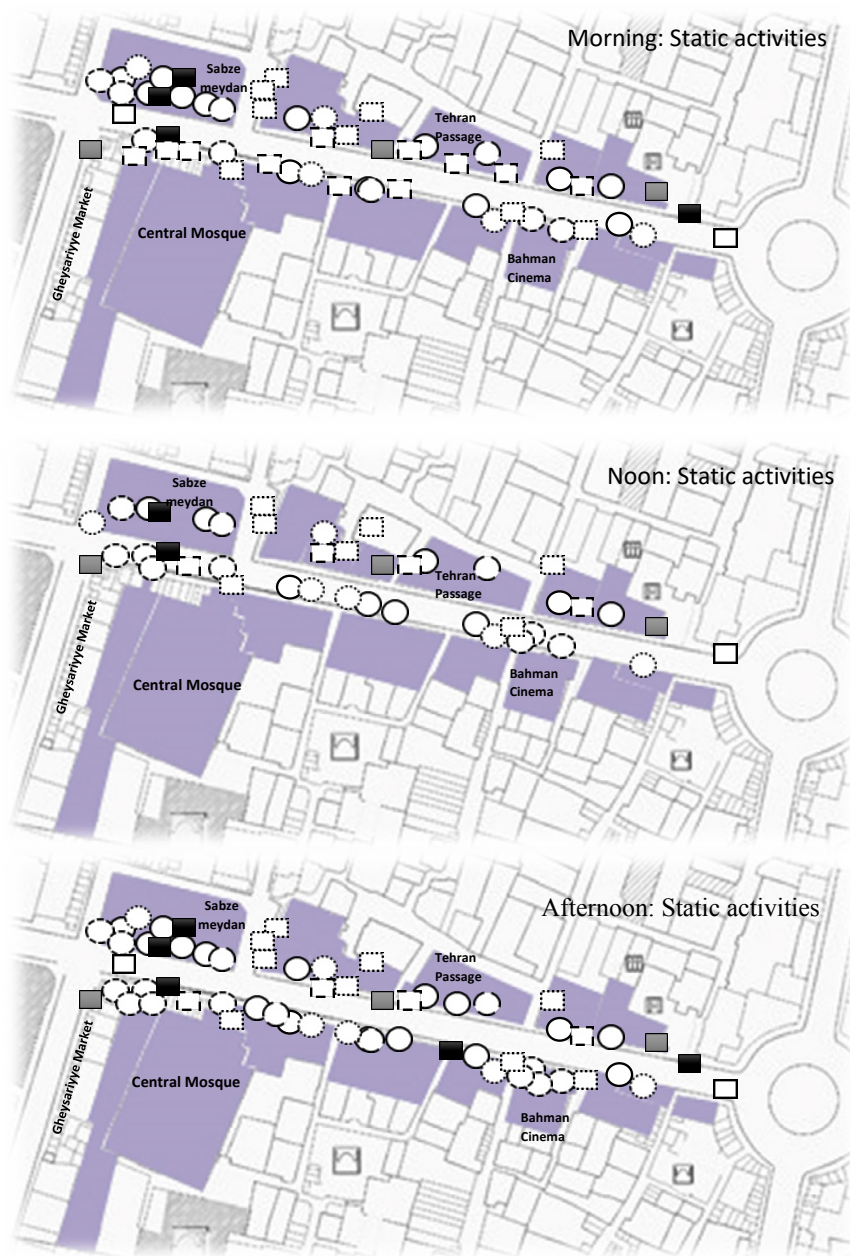 Morning: Static activities
Sabze
meydan
Tehran
Passage
Gheysariyye Market
Central Mosque
Bahman
Cinema
Noon: Static activities
Sabze
meydan
Tehran
Passage
Gheysariyye Market
Central Mosque
Bahman
Cinema
Afternoon: Static activities
Sabze
meydan
Tehran
Passage
Gheysariyye Market
Central Mosque
Bahman
Cinema